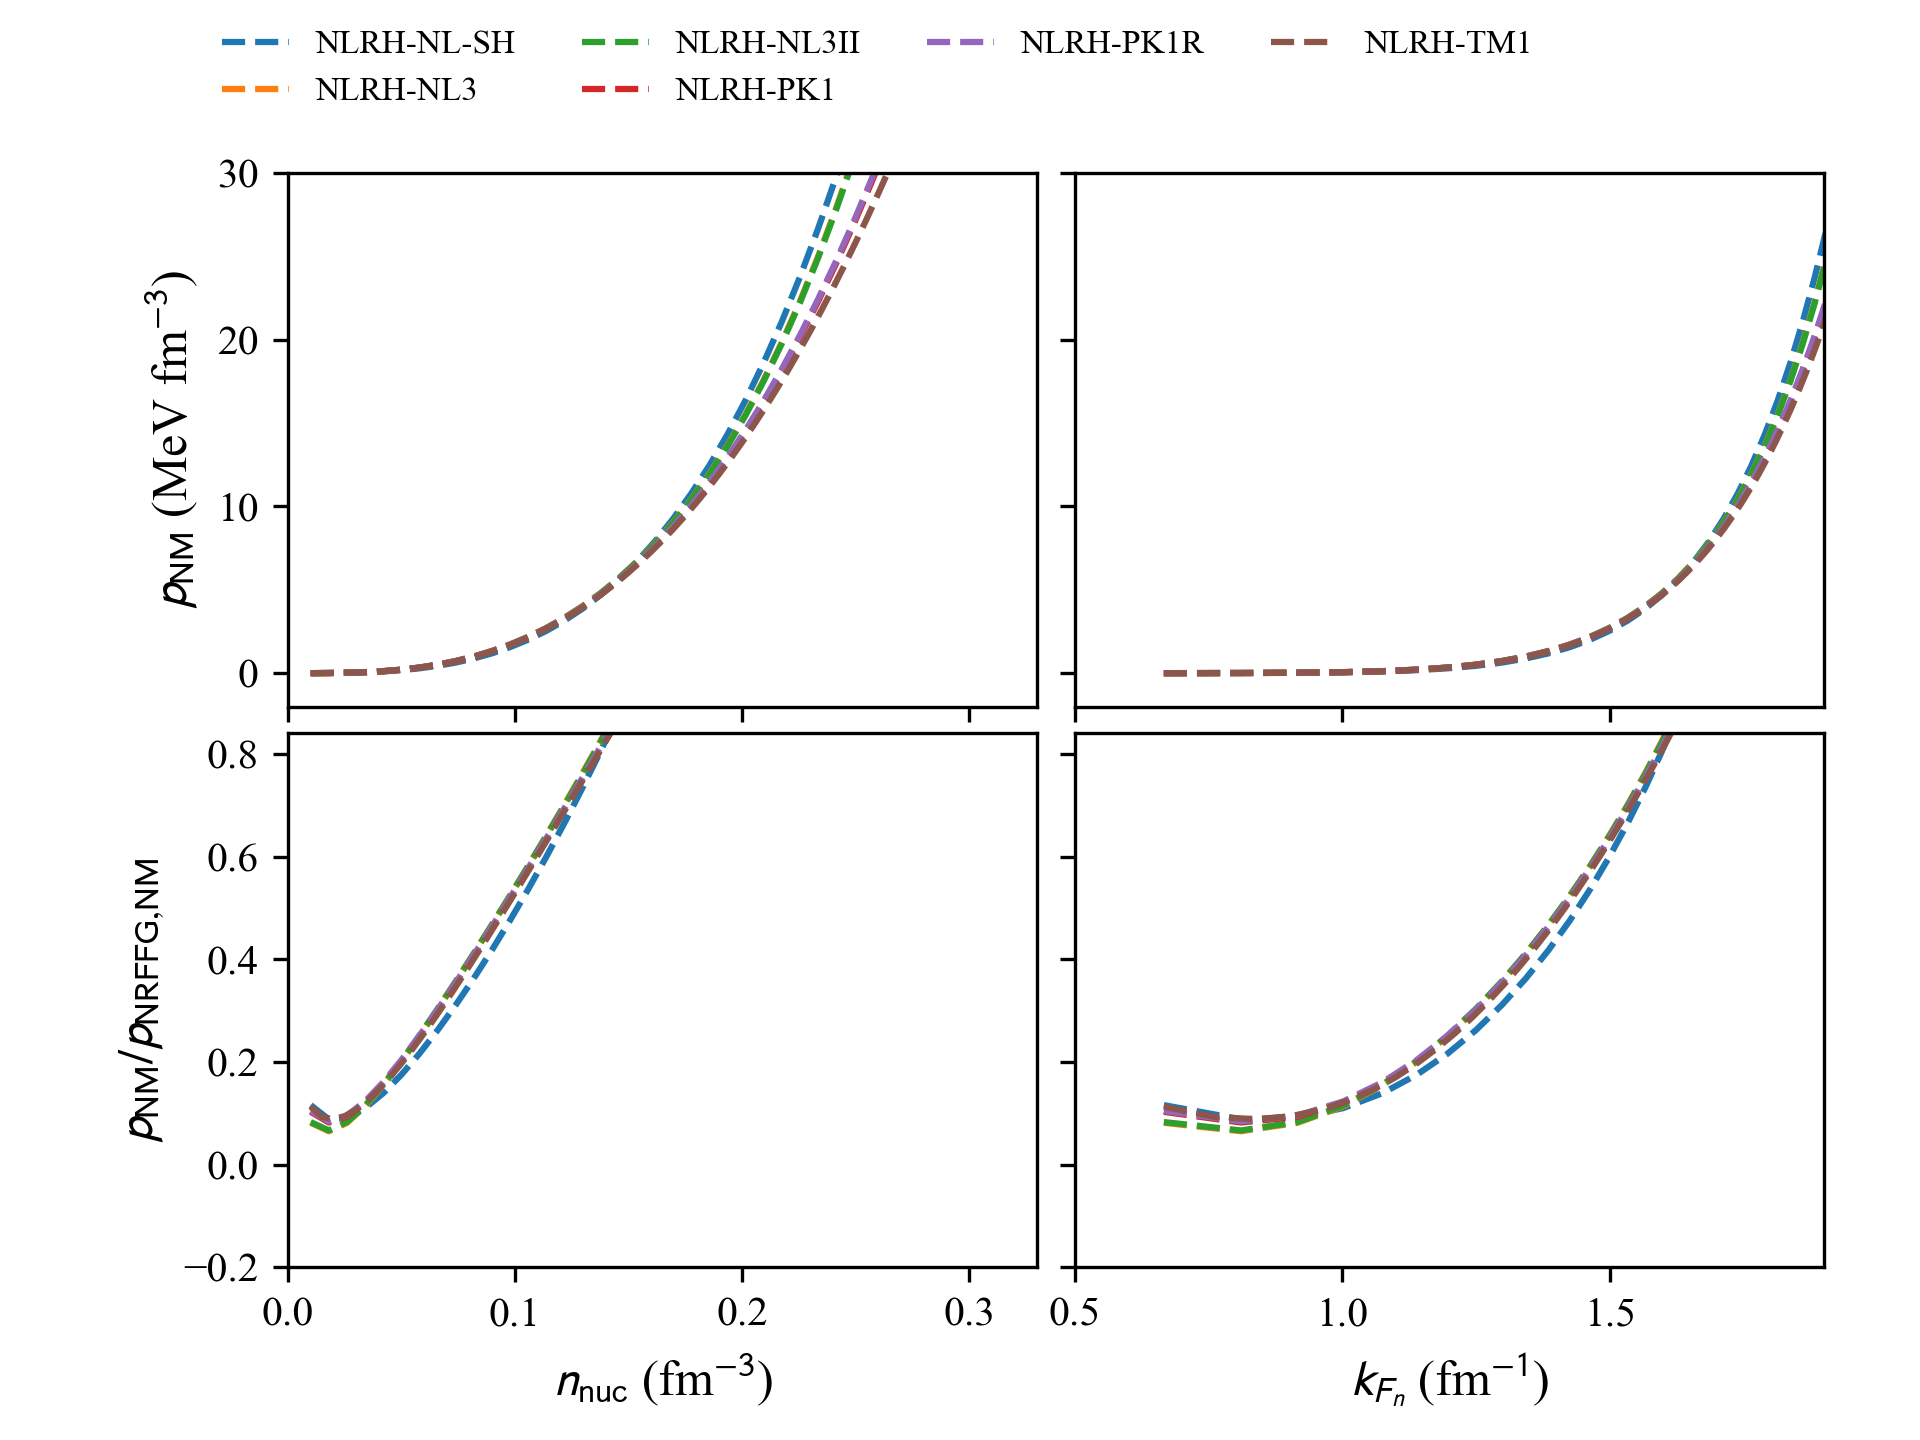 NLRH-NL-SH NLRH-NL3II NLRH-PK1R NLRH-TM1
NLRH-NL3 NLRH-PK1
30
20
10
0
p_NM (MeV fm⁻³)
0.8
0.6
0.4
0.2
0.0
−0.2
p_NM/p_NRFFG,NM
0.0 0.1 0.2 0.3 0.5 1.0 1.5
n_nuc (fm⁻³) k_F_n (fm⁻¹)